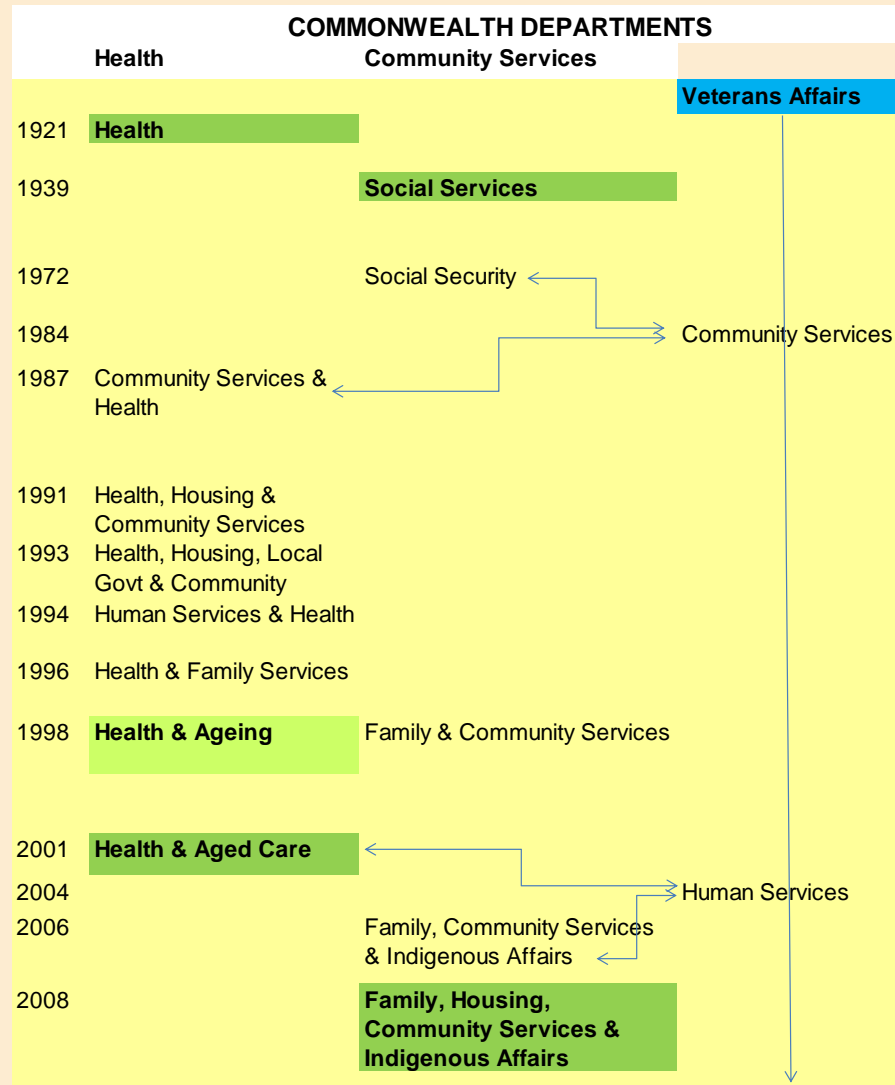 COMMONWEALTH DEPARTMENTS
Health Community Services
Veterans Affairs
1921 Health
1939 Social Services
1972 Social Security
1984 Community Services
1987 Community Services &
Health
1991 Health, Housing &
Community Services
1993 Health, Housing, Local
Govt & Community
1994 Human Services & Health
1996 Health & Family Services
1998 Health & Ageing Family & Community Services
2001 Health & Aged Care
2004 Human Services
2006 Family, Community Services
& Indigenous Affairs
2008 Family, Housing,
Community Services &
Indigenous Affairs